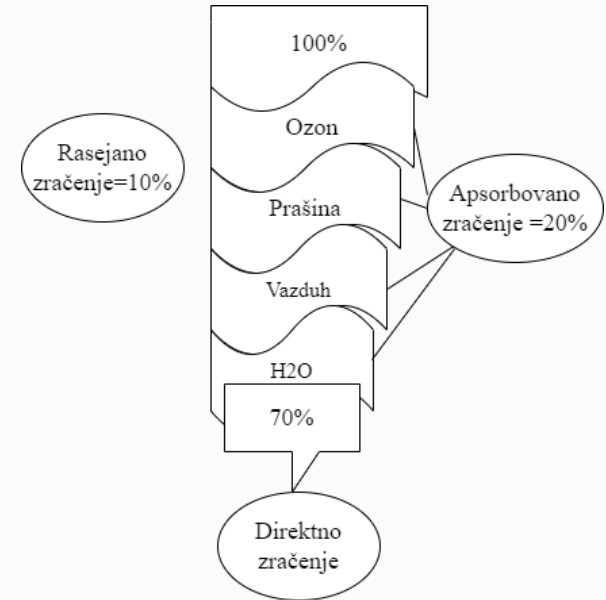 100%
Ozon
Rasejano
zračenje=10%
Prašina
Apsorbovano
zračenje =20%
Vazduh
H2O
70%
Direktno
zračenje